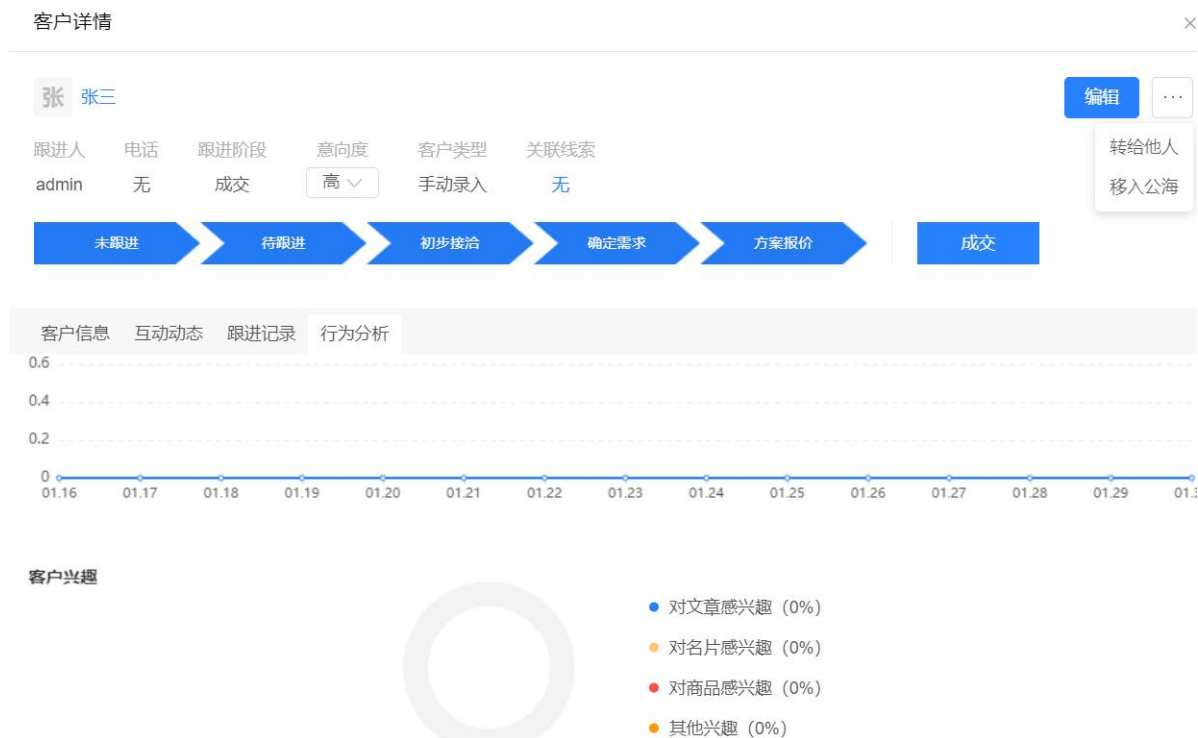 客户详情 ×
张 张三
编辑 ...
转给他人
移入公海
跟进人 电话 跟进阶段 意向度 客户类型 关联线索
admin 无 成交 高 手动录入 无
未跟进 待跟进 初步接洽 确定需求 方案报价 成交
客户信息 互动动态 跟进记录 行为分析
0.6
0.4
0.2
0
01.16 01.17 01.18 01.19 01.20 01.21 01.22 01.23 01.24 01.25 01.26 01.27 01.28 01.29
客户兴趣
对文章感兴趣（0%）
对名片感兴趣（0%）
对商品感兴趣（0%）
其他兴趣（0%）